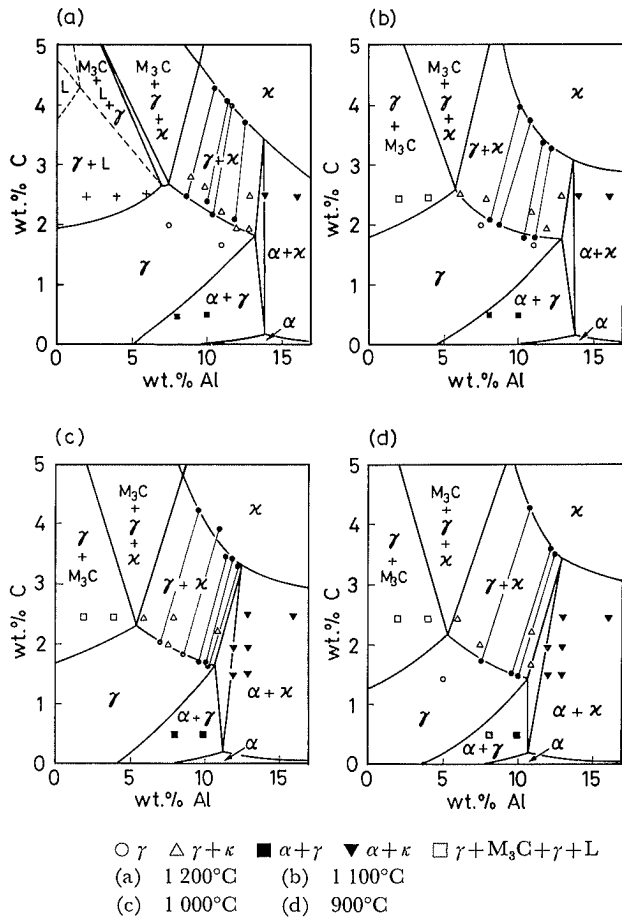 (a)
5
4
3
2
1
0
wt.% C
0 5 10 15
wt.% Al
L
M₃C
+
L
+
γ
M₃C
+
γ
+
ϰ
ϰ
γ+L
γ+ϰ
γ
α+γ
α+ϰ
α
(b)
5
4
3
2
1
0
wt.% C
0 5 10 15
wt.% Al
γ
+
M₃C
M₃C
+
γ
+
ϰ
ϰ
γ+ϰ
γ
α+γ
α+ϰ
α
(c)
5
4
3
2
1
0
wt.% C
0 5 10 15
wt.% Al
γ
+
M₃C
M₃C
+
γ
+
ϰ
ϰ
γ+ϰ
γ
α+γ
α+ϰ
α
(d)
5
4
3
2
1
0
wt.% C
0 5 10 15
wt.% Al
γ
+
M₃C
M₃C
+
γ
+
ϰ
ϰ
γ+ϰ
γ
α+γ
α+ϰ
α
○ γ △ γ+κ ■ α+γ ▼ α+κ □ γ+M₃C+γ+L
(a) 1 200°C (b) 1 100°C
(c) 1 000°C (d) 900°C